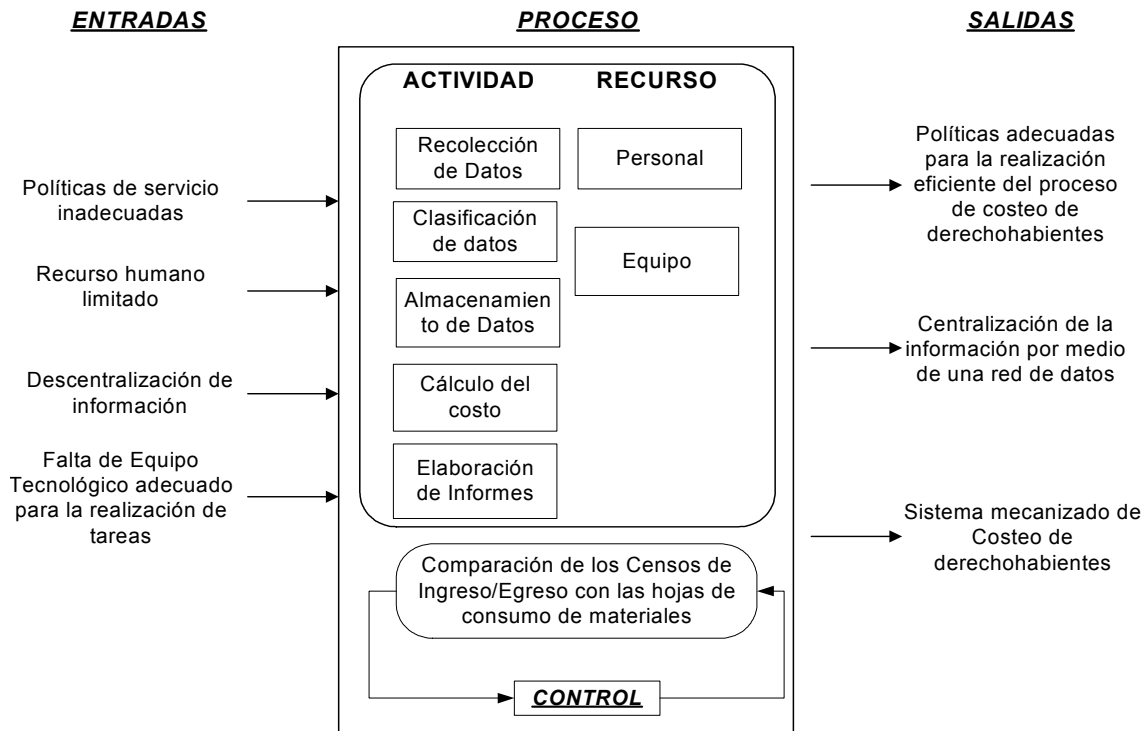 ENTRADAS
PROCESO
SALIDAS
ACTIVIDAD
RECURSO
Políticas de servicio
inadecuadas
Recurso humano
limitado
Descentralización de
información
Falta de Equipo
Tecnológico adecuado
para la realización de
tareas
Recolección
de Datos
Clasificación
de datos
Almacenamien
to de Datos
Cálculo del
costo
Elaboración
de Informes
Personal
Equipo
Comparación de los Censos de
Ingreso/Egreso con las hojas de
consumo de materiales
CONTROL
Políticas adecuadas
para la realización
eficiente del proceso
de costeo de
derechohabientes
Centralización de la
información por medio
de una red de datos
Sistema mecanizado de
Costeo de
derechohabientes